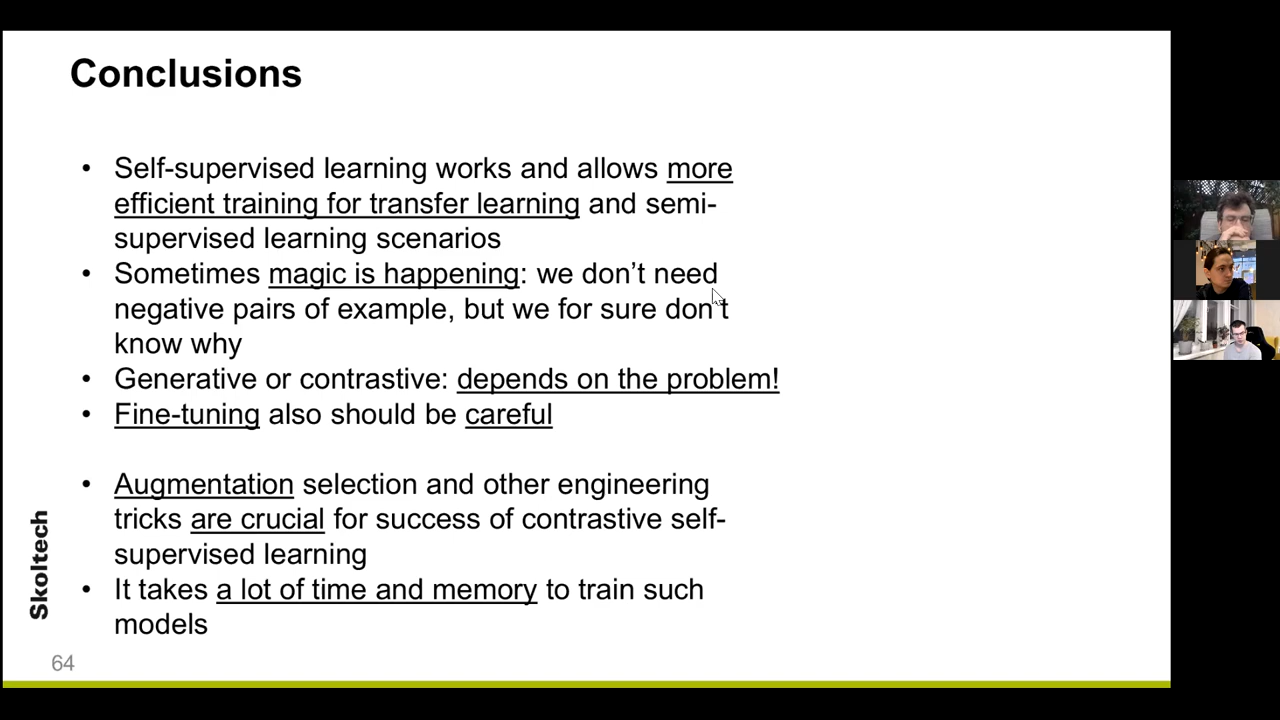 Conclusions
• Self-supervised learning works and allows more
efficient training for transfer learning and semi-
supervised learning scenarios
• Sometimes magic is happening: we don’t need
negative pairs of example, but we for sure don’t
know why
• Generative or contrastive: depends on the problem!
• Fine-tuning also should be careful
• Augmentation selection and other engineering
tricks are crucial for success of contrastive self-
supervised learning
• It takes a lot of time and memory to train such
models
Skoltech
64